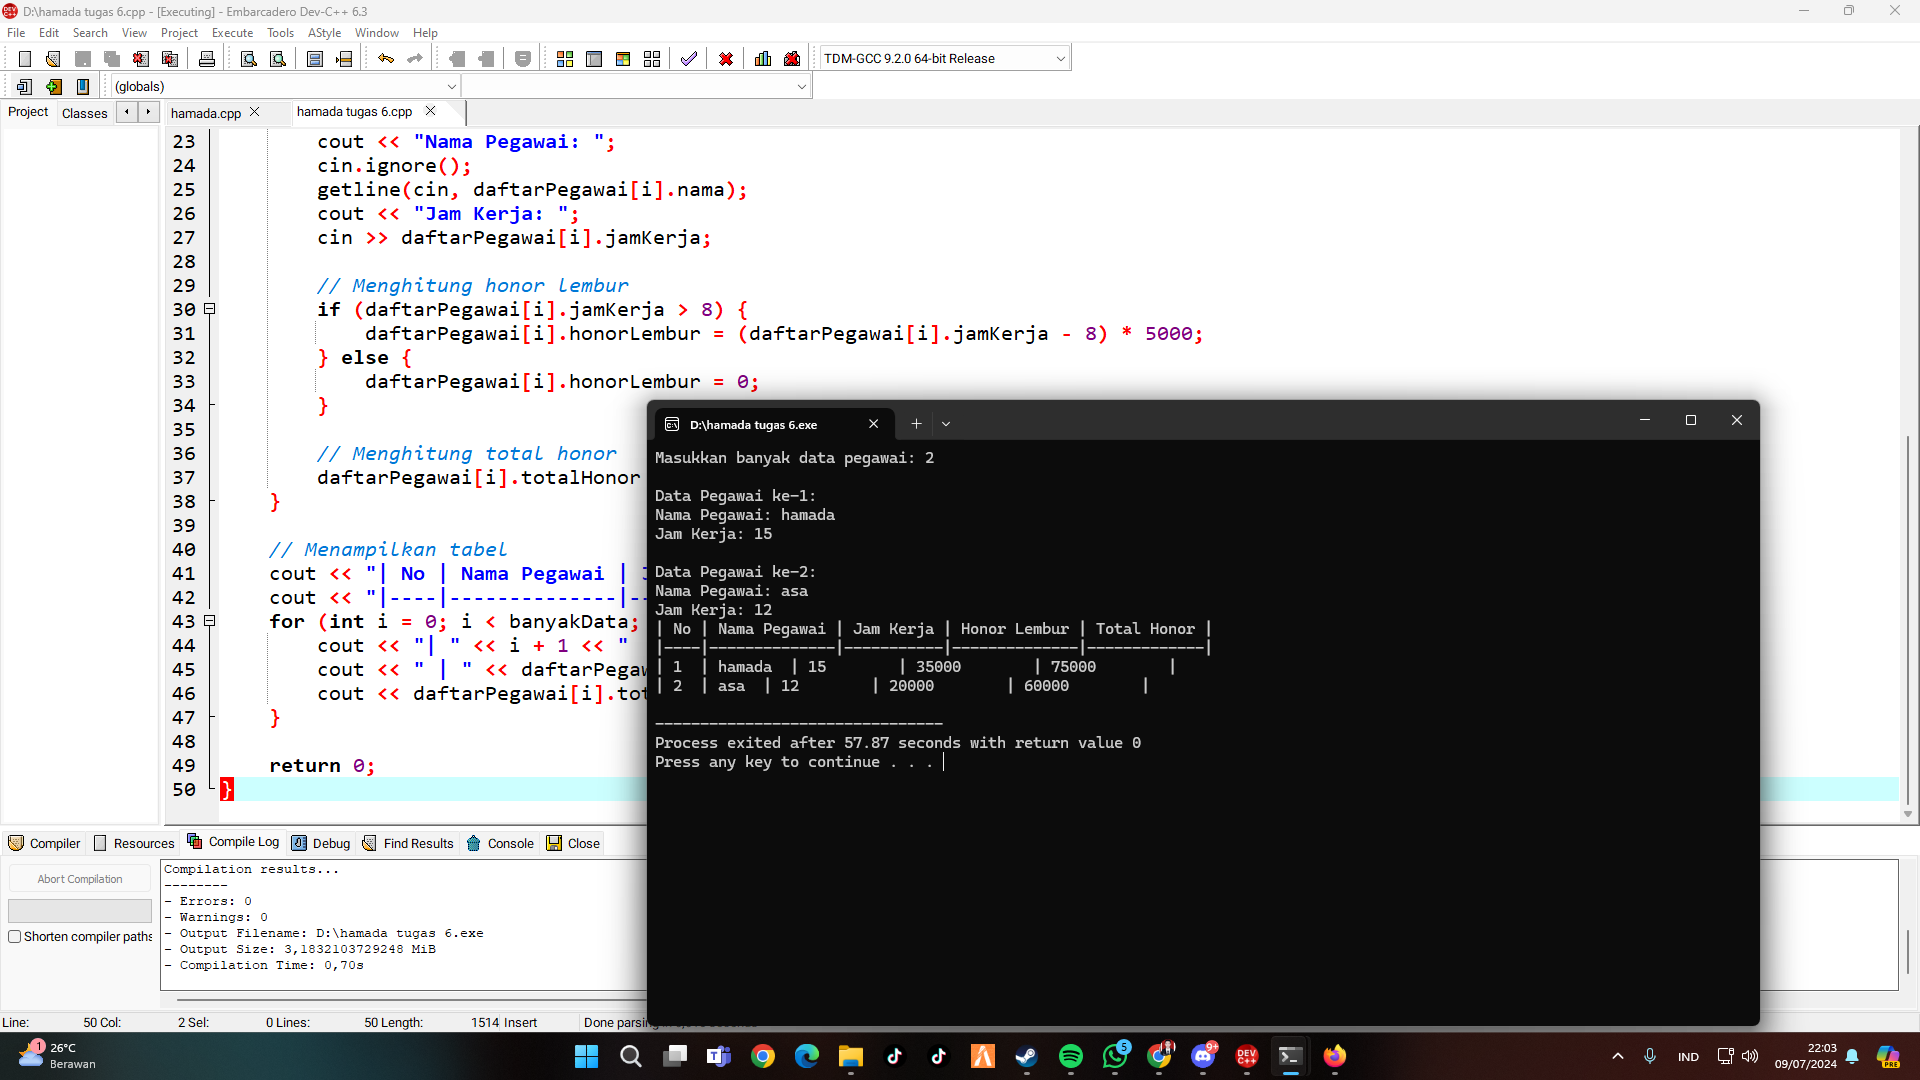 D:\hamada tugas 6.cpp - [Executing] - Embarcadero Dev-C++ 6.3
File Edit Search View Project Execute Tools AStyle Window Help
TDM-GCC 9.2.0 64-bit Release
(globals)
Project Classes hamada.cpp hamada tugas 6.cpp
23 cout << "Nama Pegawai: ";
24 cin.ignore();
25 getline(cin, daftarPegawai[i].nama);
26 cout << "Jam Kerja: ";
27 cin >> daftarPegawai[i].jamKerja;
28
29 // Menghitung honor lembur
30 if (daftarPegawai[i].jamKerja > 8) {
31 daftarPegawai[i].honorLembur = (daftarPegawai[i].jamKerja - 8) * 5000;
32 } else {
33 daftarPegawai[i].honorLembur = 0;
34 }
35
36 // Menghitung total honor
37 daftarPegawai[i].totalHonor
38 }
39
40 // Menampilkan tabel
41 cout << "| No | Nama Pegawai |
42 cout << "|----|--------------|--
43 for (int i = 0; i < banyakData;
44 cout << "| " << i + 1 << "
45 cout << " | " << daftarPegaw
46 cout << daftarPegawai[i].tot
47 }
48
49 return 0;
50 }
D:\hamada tugas 6.exe
Masukkan banyak data pegawai: 2
Data Pegawai ke-1:
Nama Pegawai: hamada
Jam Kerja: 15
Data Pegawai ke-2:
Nama Pegawai: asa
Jam Kerja: 12
| No | Nama Pegawai | Jam Kerja | Honor Lembur | Total Honor |
|----|--------------|-----------|--------------|-------------|
| 1  | hamada  | 15        | 35000        | 75000        |
| 2  | asa  | 12        | 20000        | 60000        |
--------------------------------
Process exited after 57.87 seconds with return value 0
Press any key to continue . . .
Compiler Resources Compile Log Debug Find Results Console Close
Abort Compilation
Shorten compiler paths
Compilation results...
--------
- Errors: 0
- Warnings: 0
- Output Filename: D:\hamada tugas 6.exe
- Output Size: 3,1832103729248 MiB
- Compilation Time: 0,70s
Line: 50 Col: 2 Sel: 0 Lines: 50 Length: 1514 Insert Done parsing
1
26°C
Berawan
5
9+
DEV C++
IND
22:03
09/07/2024
PRE